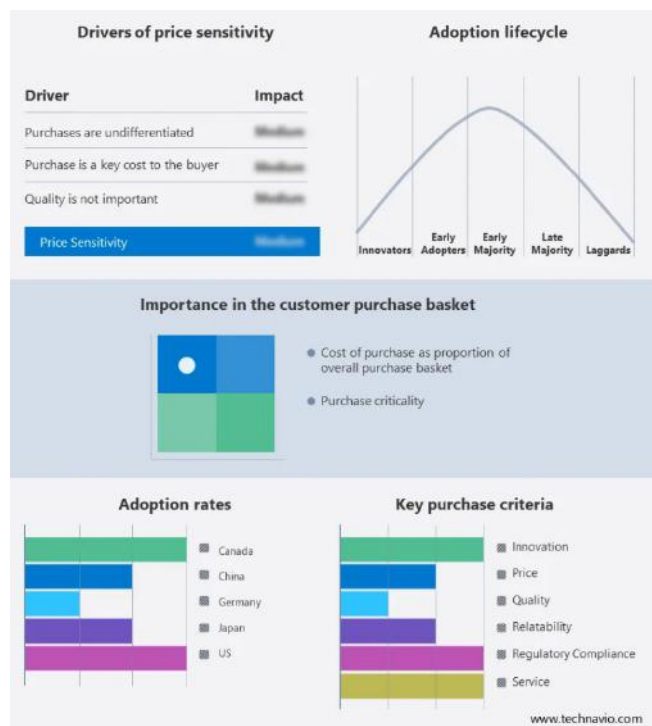 Drivers of price sensitivity
Driver Impact
Purchases are undifferentiated
Purchase is a key cost to the buyer
Quality is not important
Price Sensitivity
Adoption lifecycle
Innovators
Early
Adopters
Early
Majority
Late
Majority
Laggards
Importance in the customer purchase basket
Cost of purchase as proportion of
overall purchase basket
Purchase criticality
Adoption rates
Canada
China
Germany
Japan
US
Key purchase criteria
Innovation
Price
Quality
Relatability
Regulatory Compliance
Service
www.technavio.com